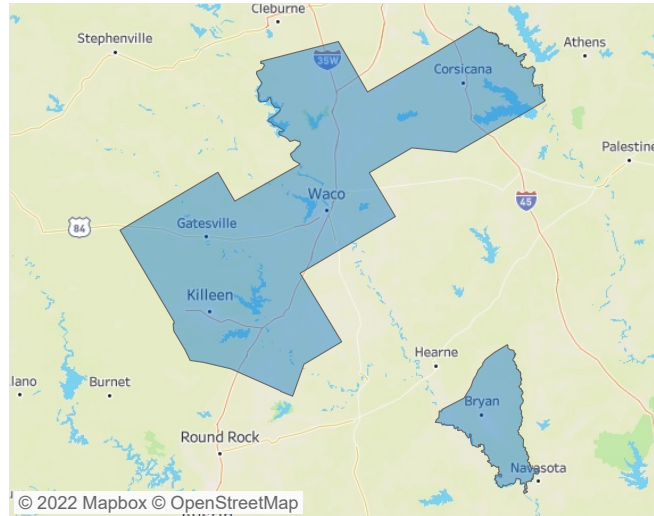 Cleburne
Stephenville
Athens
35W
Corsicana
Palestine
Waco
45
84
Gatesville
Killeen
Hearne
lano
Burnet
Bryan
Round Rock
Navasota
© 2022 Mapbox © OpenStreetMap